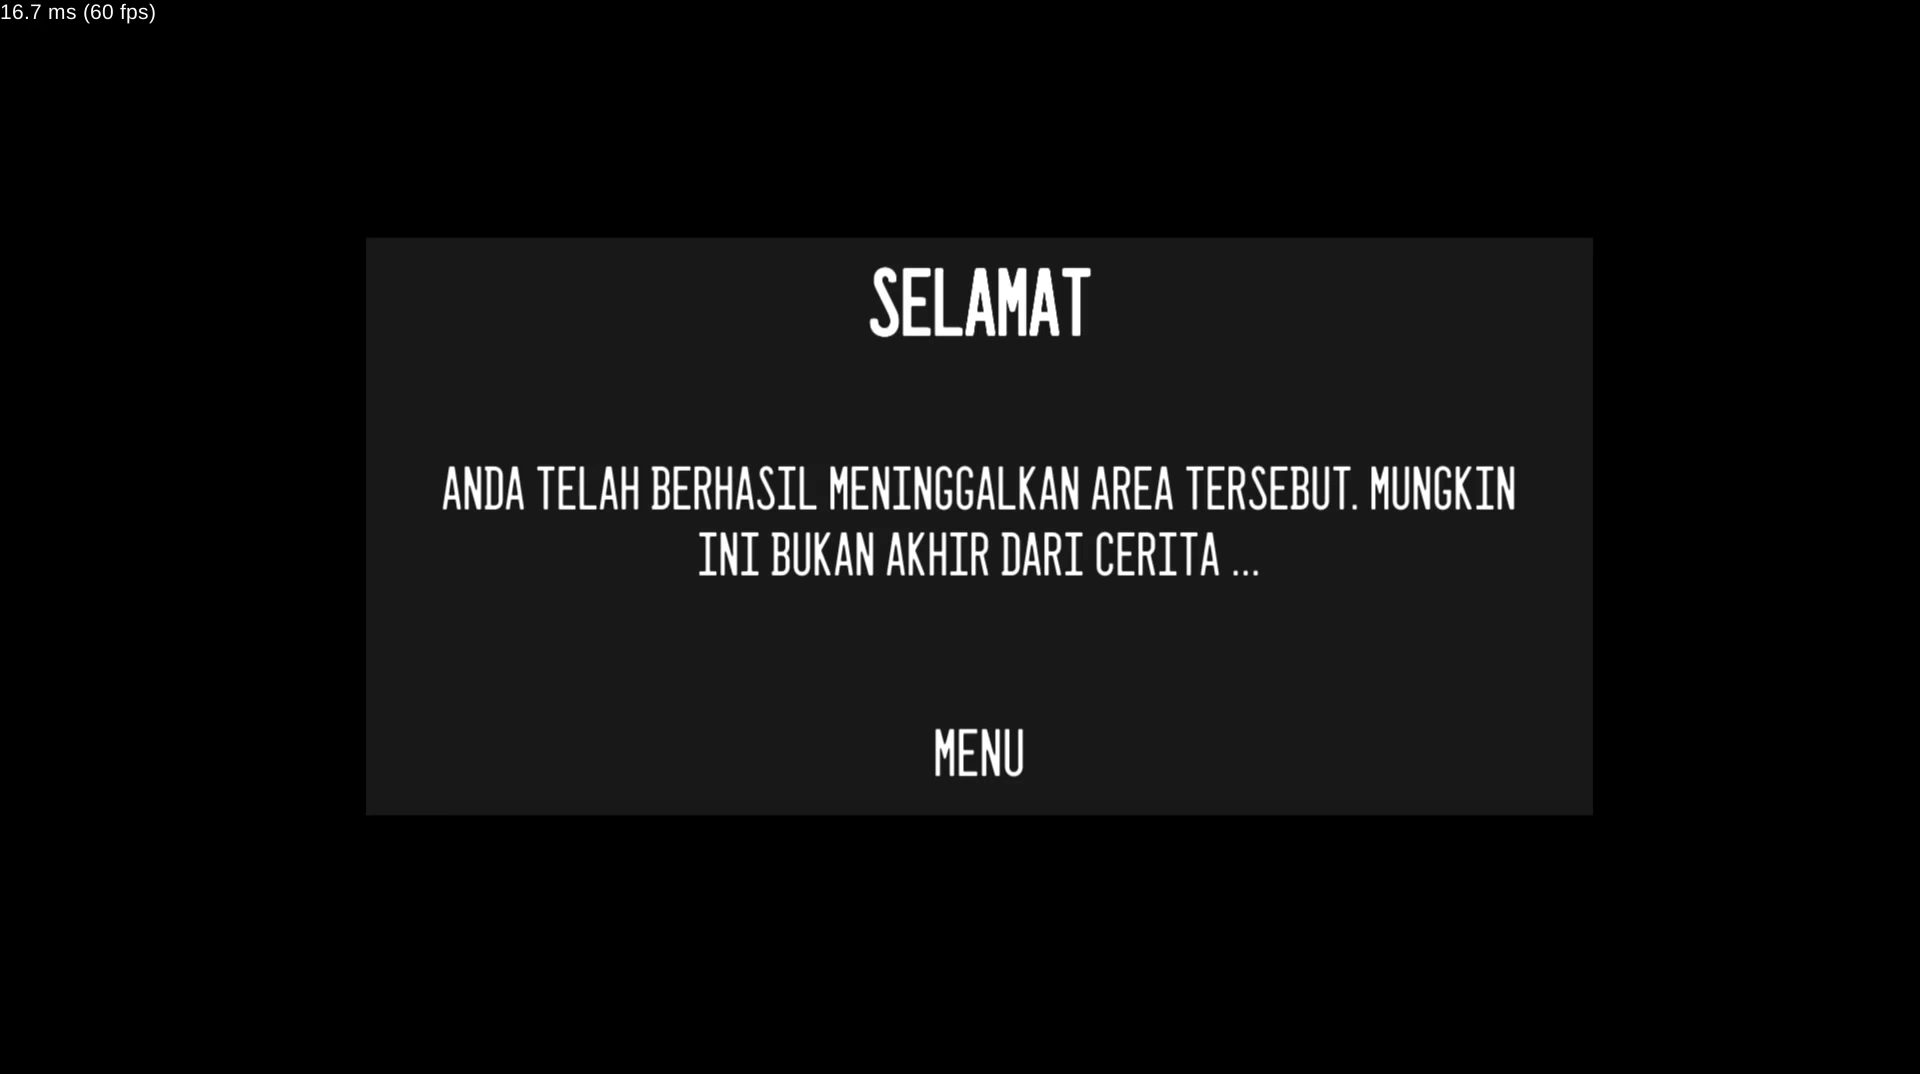 16.7 ms (60 fps)
SELAMAT
ANDA TELAH BERHASIL MENINGGALKAN AREA TERSEBUT. MUNGKIN
INI BUKAN AKHIR DARI CERITA ...
MENU